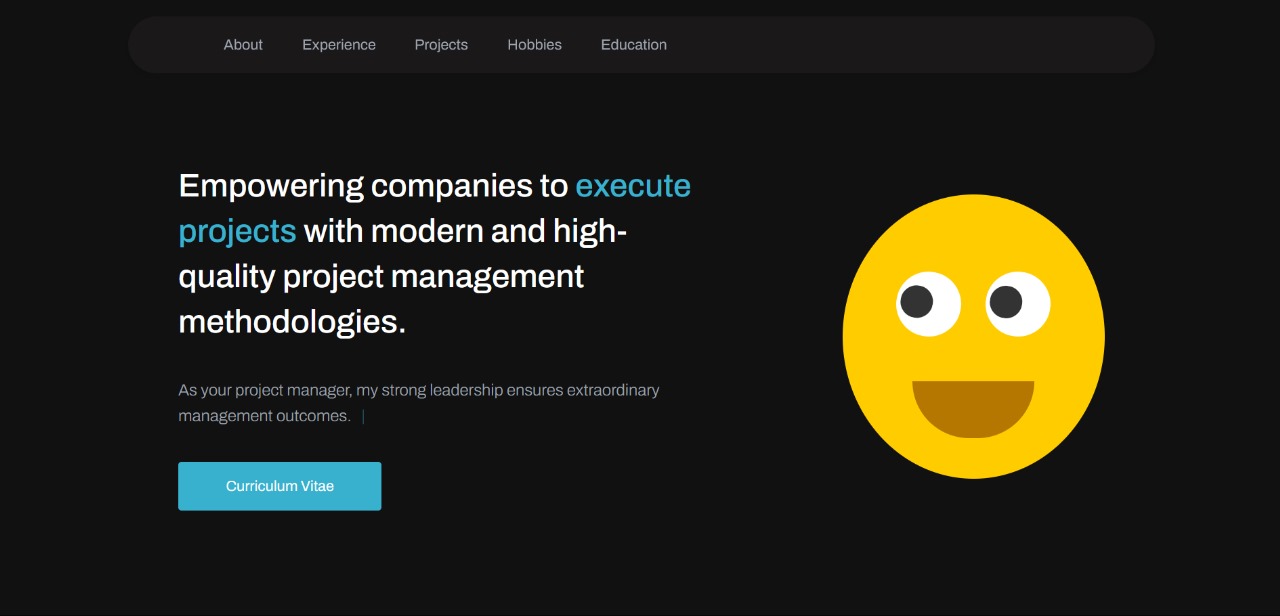 About Experience Projects Hobbies Education
Empowering companies to execute
projects with modern and high-
quality project management
methodologies.
As your project manager, my strong leadership ensures extraordinary
management outcomes. |
Curriculum Vitae